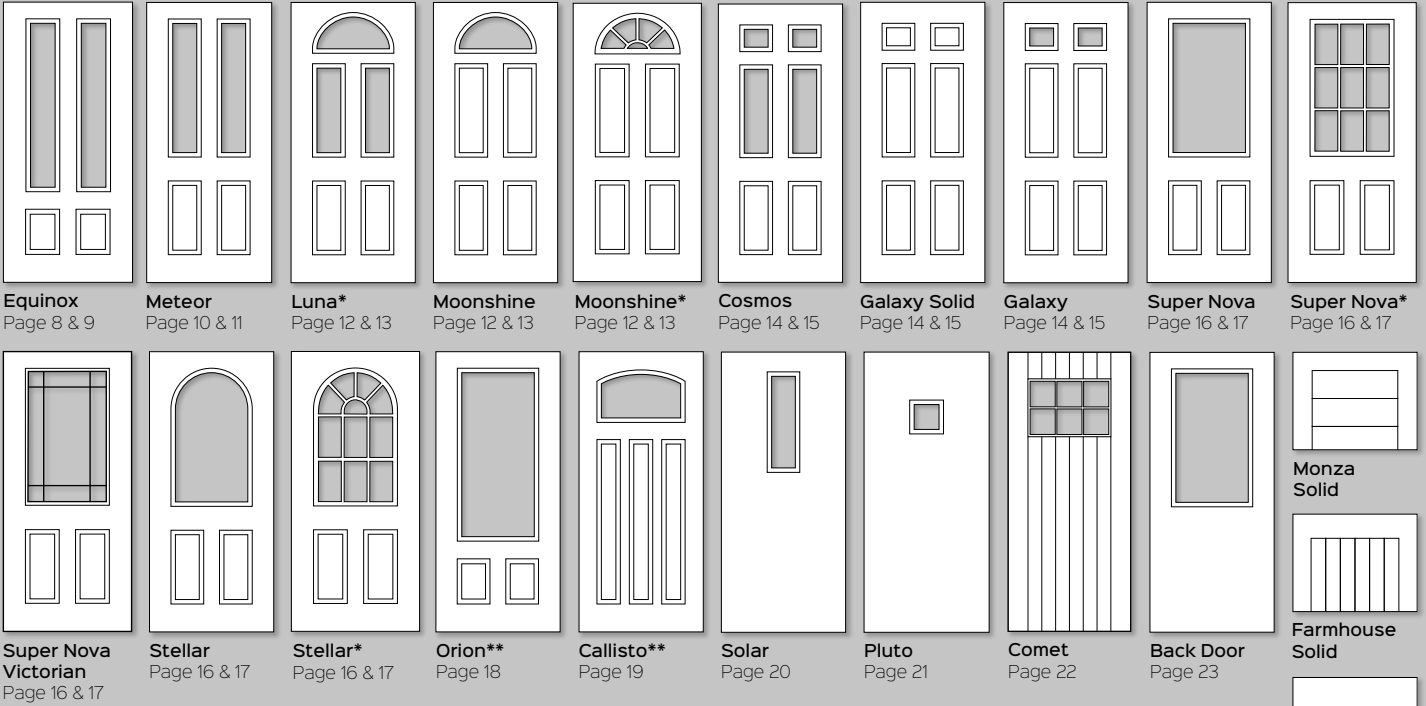 Equinox
Page 8 & 9
Meteor
Page 10 & 11
Luna*
Page 12 & 13
Moonshine
Page 12 & 13
Moonshine*
Page 12 & 13
Cosmos
Page 14 & 15
Galaxy Solid
Page 14 & 15
Galaxy
Page 14 & 15
Super Nova
Page 16 & 17
Super Nova*
Page 16 & 17
Super Nova
Victorian
Page 16 & 17
Stellar
Page 16 & 17
Stellar*
Page 16 & 17
Orion**
Page 18
Callisto**
Page 19
Solar
Page 20
Pluto
Page 21
Comet
Page 22
Back Door
Page 23
Monza
Solid
Farmhouse
Solid